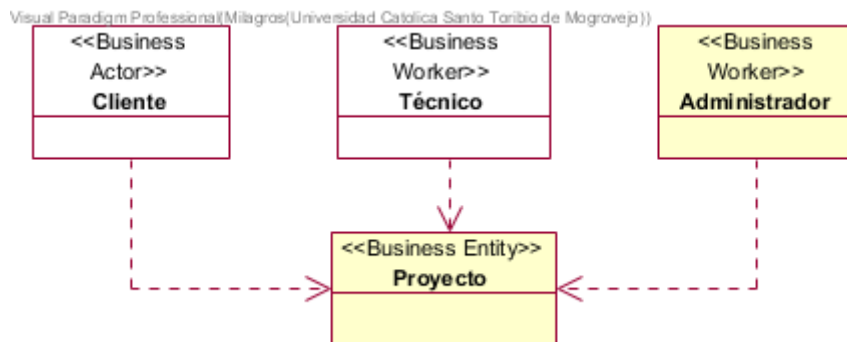 Visual Paradigm Professional(Milagros(Universidad Catolica Santo Toribio de Mogrovejo))
<<Business
Actor>>
Cliente
<<Business
Worker>>
Técnico
<<Business
Worker>>
Administrador
<<Business Entity>>
Proyecto